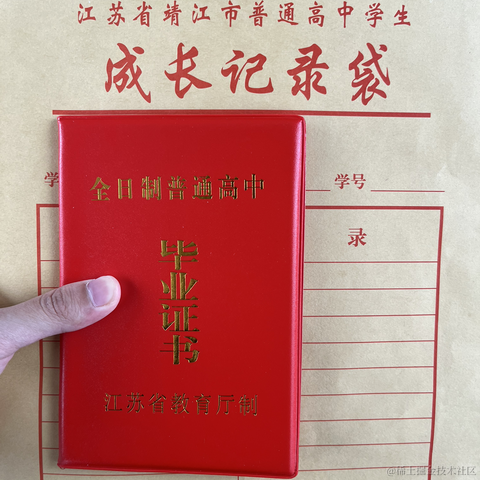 江苏省靖江市普通高中学生
成长记录袋
学
学号
录
全日制普通高中
毕业证书
江苏省教育厅制
@稀土掘金技术社区